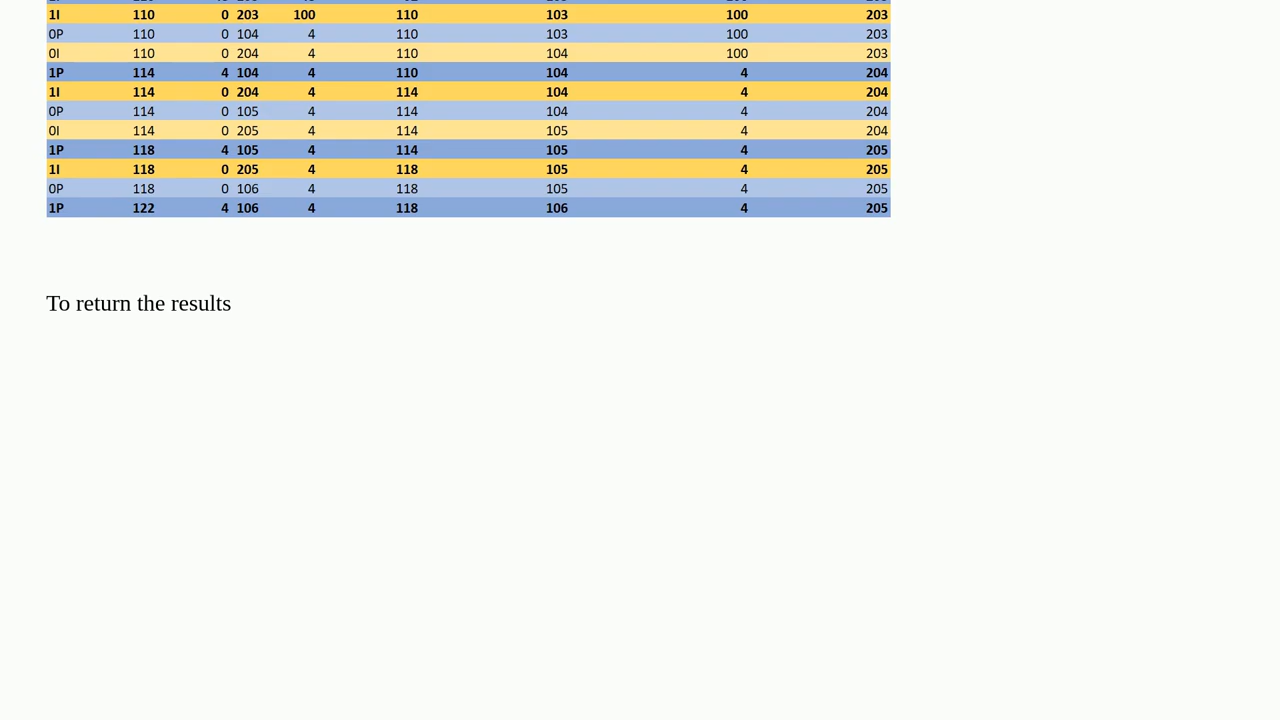 1I 110 0 203 100 110 103 100 203
0P 110 0 104 4 110 103 100 203
0I 110 0 204 4 110 104 100 203
1P 114 4 104 4 110 104 4 204
1I 114 0 204 4 114 104 4 204
0P 114 0 105 4 114 104 4 204
0I 114 0 205 4 114 105 4 204
1P 118 4 105 4 114 105 4 205
1I 118 0 205 4 118 105 4 205
0P 118 0 106 4 118 105 4 205
1P 122 4 106 4 118 106 4 205
To return the results